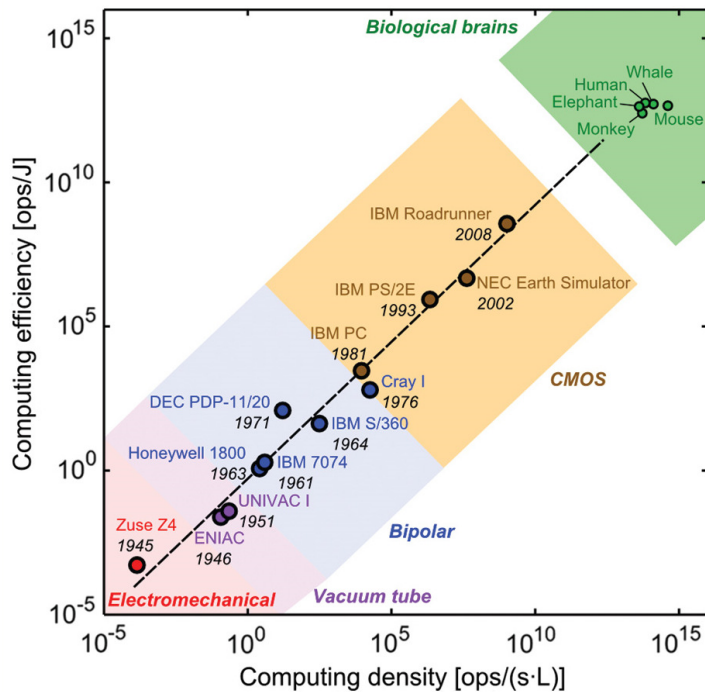 10^15
Biological brains
Whale
Human
Elephant
Mouse
Monkey
10^10
IBM Roadrunner
2008
NEC Earth Simulator
IBM PS/2E
2002
1993
10^5
IBM PC
1981
Cray I
CMOS
1976
DEC PDP-11/20
1971
IBM S/360
1964
Honeywell 1800
10^0
IBM 7074
1963
1961
UNIVAC I
Zuse Z4
1951
Bipolar
1945
ENIAC
1946
Electromechanical
Vacuum tube
10^-5
10^-5
10^0
10^5
10^10
10^15
Computing density [ops/(s·L)]
Computing efficiency [ops/J]